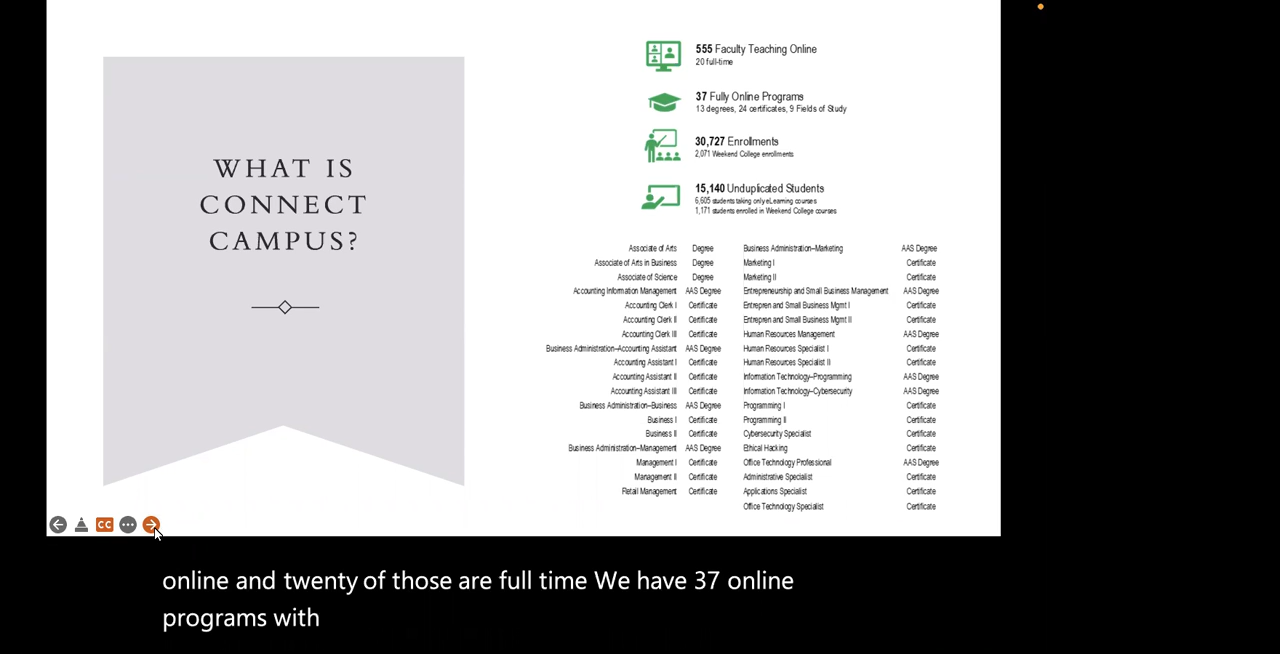 WHAT IS
CONNECT
CAMPUS?
555 Faculty Teaching Online
20 full-time
37 Fully Online Programs
13 degrees, 24 certificates, 9 Fields of Study
30,727 Enrollments
2,071 Weekend College enrollments
15,140 Unduplicated Students
6,605 students taking only eLearning courses
1,171 students enrolled in Weekend College courses
Associate of Arts Degree Business Administration–Marketing AAS Degree
Associate of Arts in Business Degree Marketing I Certificate
Associate of Science Degree Marketing II Certificate
Accounting Information Management AAS Degree Entrepreneurship and Small Business Management AAS Degree
Accounting Clerk I Certificate Entrepren and Small Business Mgmt I Certificate
Accounting Clerk II Certificate Entrepren and Small Business Mgmt II Certificate
Accounting Clerk III Certificate Human Resources Management AAS Degree
Business Administration–Accounting Assistant AAS Degree Human Resources Specialist I Certificate
Accounting Assistant I Certificate Human Resources Specialist II Certificate
Accounting Assistant II Certificate Information Technology–Programming AAS Degree
Accounting Assistant III Certificate Information Technology–Cybersecurity AAS Degree
Business Administration–Business AAS Degree Programming I Certificate
Business I Certificate Programming II Certificate
Business II Certificate Cybersecurity Specialist Certificate
Business Administration–Management AAS Degree Ethical Hacking Certificate
Management I Certificate Office Technology Professional AAS Degree
Management II Certificate Administrative Specialist Certificate
Retail Management Certificate Applications Specialist Certificate
Office Technology Specialist Certificate
CC
online and twenty of those are full time We have 37 online
programs with